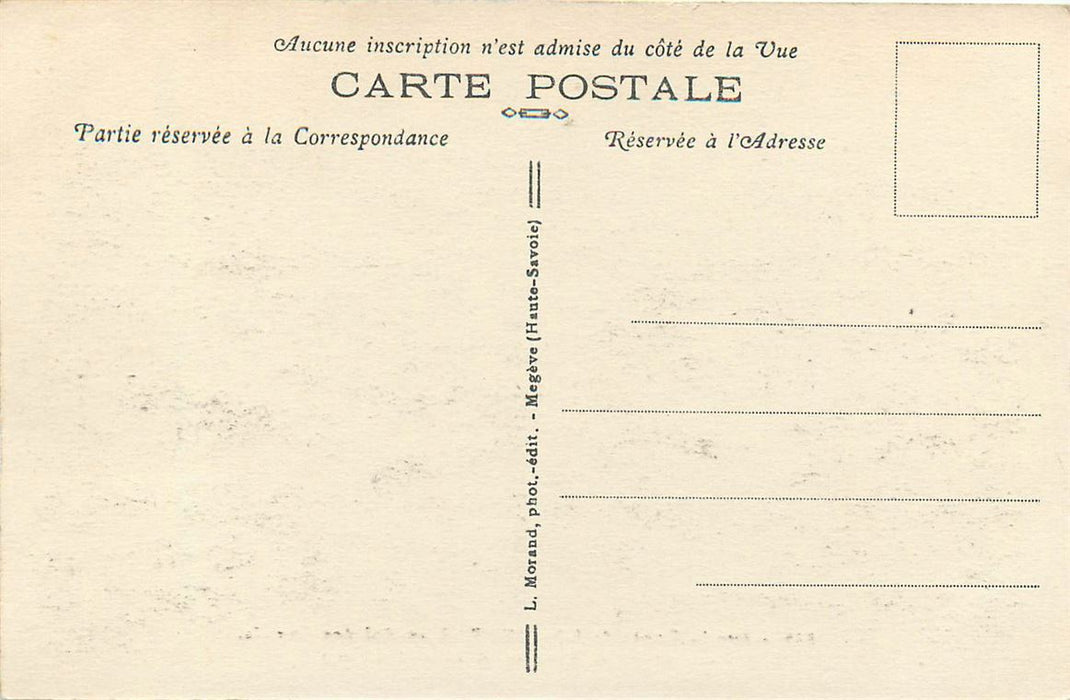 Aucune inscription n'est admise du côté de la Vue
CARTE POSTALE
Partie réservée à la Correspondance
Réservée à l'Adresse
L. Morand, phot.-édit. - Megève (Haute-Savoie)